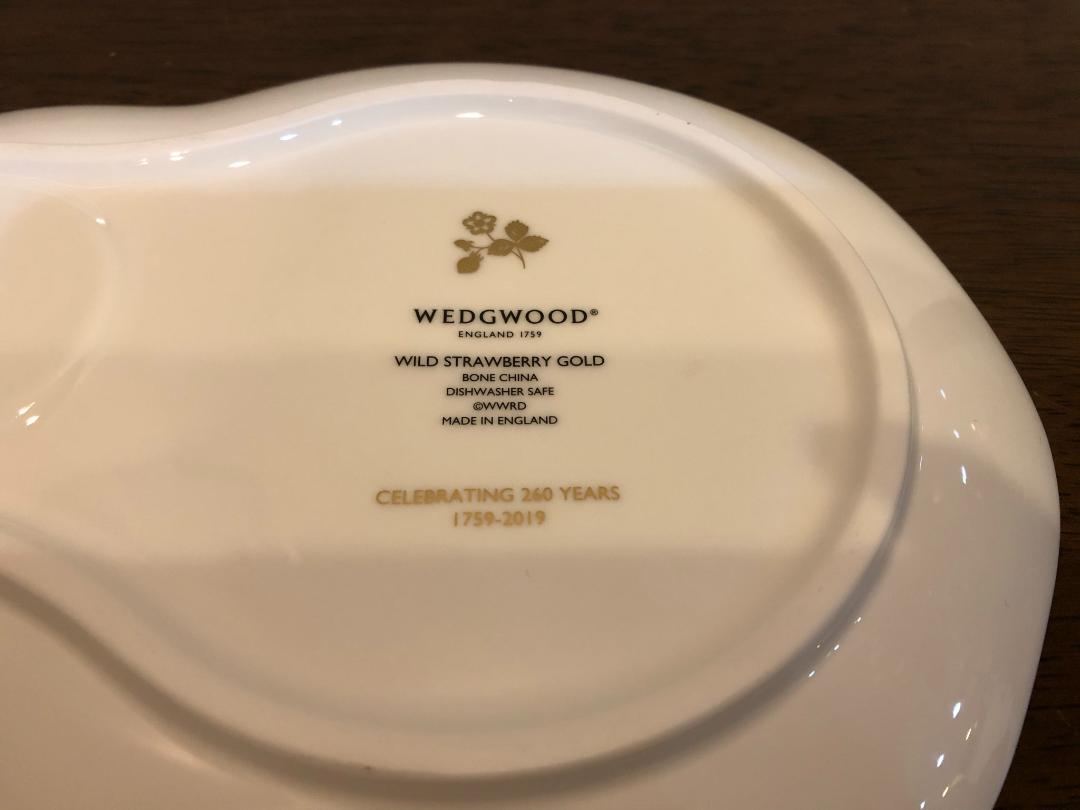 WEDGWOOD®
ENGLAND 1759
WILD STRAWBERRY GOLD
BONE CHINA
DISHWASHER SAFE
©WWRD
MADE IN ENGLAND
CELEBRATING 260 YEARS
1759-2019